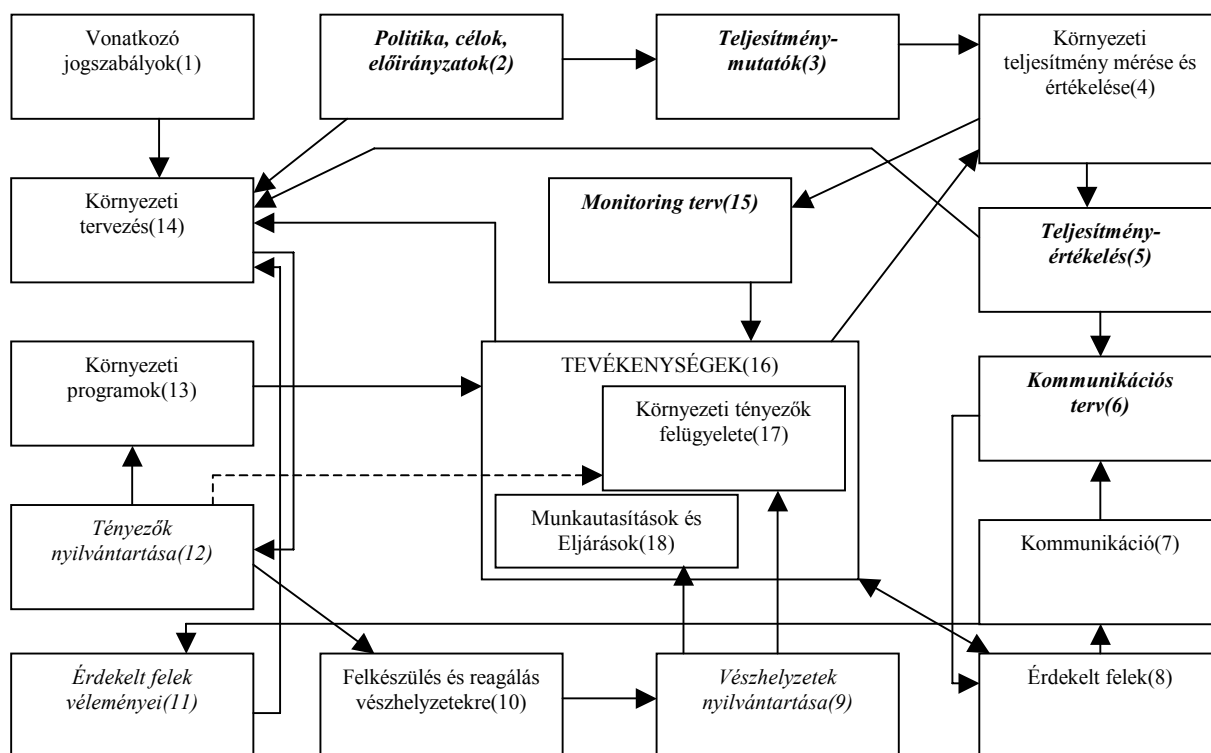 Vonatkozó
jogszabályok(1)
Politika, célok,
előirányzatok(2)
Teljesítmény-
mutatók(3)
Környezeti
teljesítmény mérése és
értékelése(4)
Környezeti
tervezés(14)
Monitoring terv(15)
Teljesítmény-
értékelés(5)
Környezeti
programok(13)
TEVÉKENYSÉGEK(16)
Környezeti tényezők
felügyelete(17)
Kommunikációs
terv(6)
Tényezők
nyilvántartása(12)
Munkautasítások és
Eljárások(18)
Kommunikáció(7)
Érdekelt felek
véleményei(11)
Felkészülés és reagálás
vészhelyzetekre(10)
Vészhelyzetek
nyilvántartása(9)
Érdekelt felek(8)